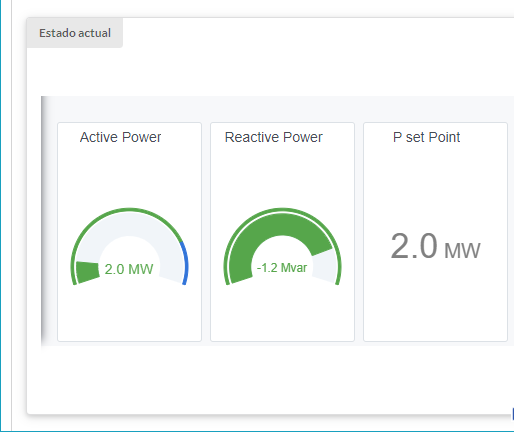 Estado actual
Active Power
Reactive Power
P set Point
2.0 MW
-1.2 Mvar
2.0 MW